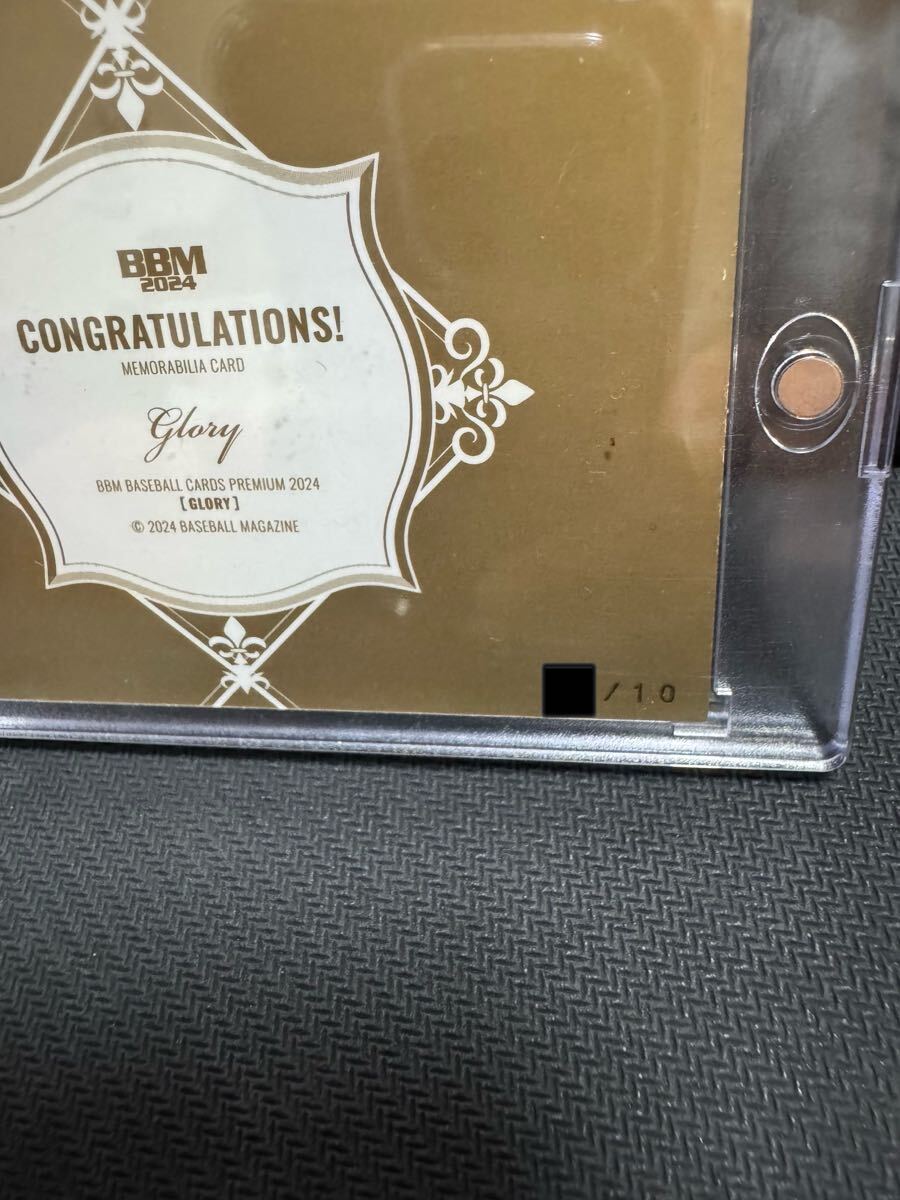 BBM
2024
CONGRATULATIONS!
MEMORABILIA CARD
Glory
BBM BASEBALL CARDS PREMIUM 2024
[GLORY]
© 2024 BASEBALL MAGAZINE
/10